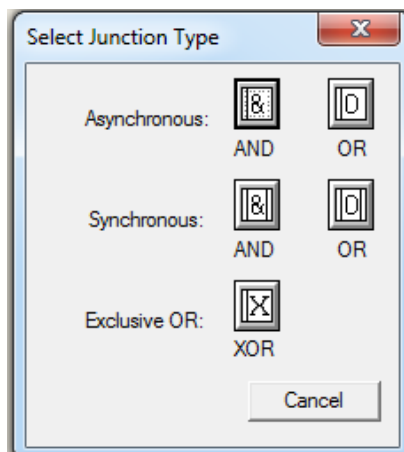 Select Junction Type
Asynchronous:
& O
AND OR
Synchronous:
& O
AND OR
Exclusive OR:
X
XOR
Cancel